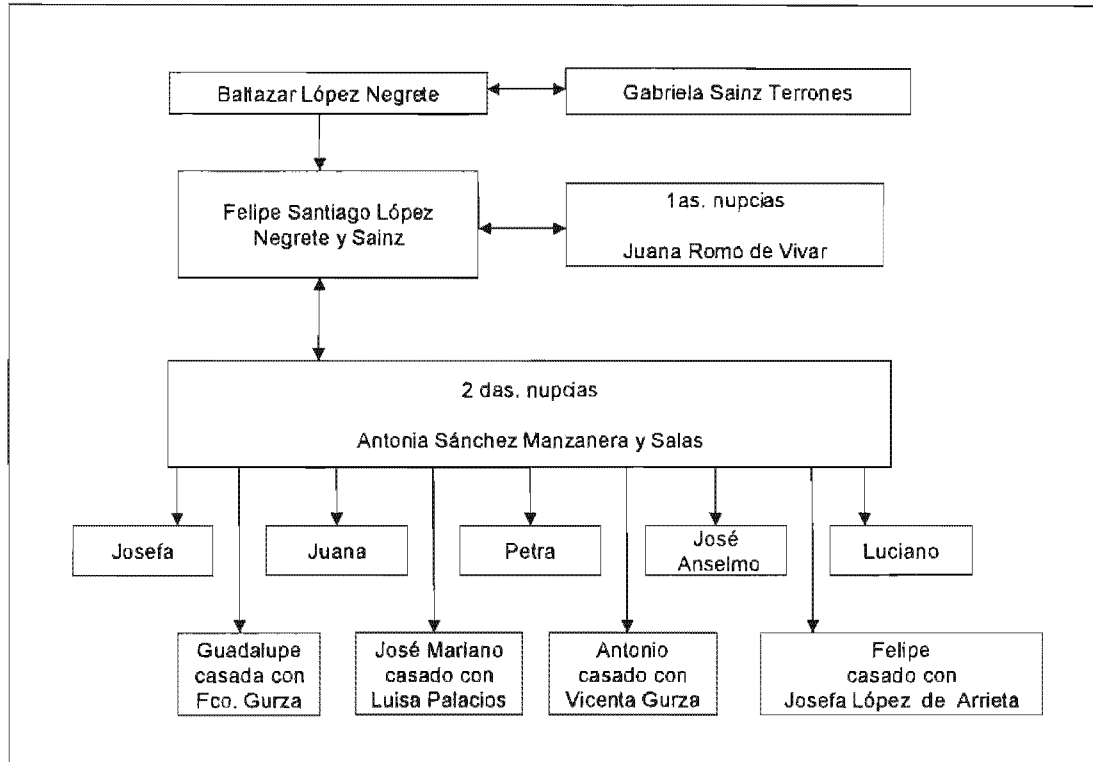 Baltazar López Negrete
Gabriela Sainz Terrones
Felipe Santiago López
Negrete y Sainz
1as. nupcias
Juana Romo de Vivar
2 das. nupcias
Antonia Sánchez Manzanera y Salas
Josefa
Juana
Petra
José
Anselmo
Luciano
Guadalupe
casada con
Fco. Gurza
José Mariano
casado con
Luisa Palacios
Antonio
casado con
Vicenta Gurza
Felipe
casado con
Josefa López de Arrieta